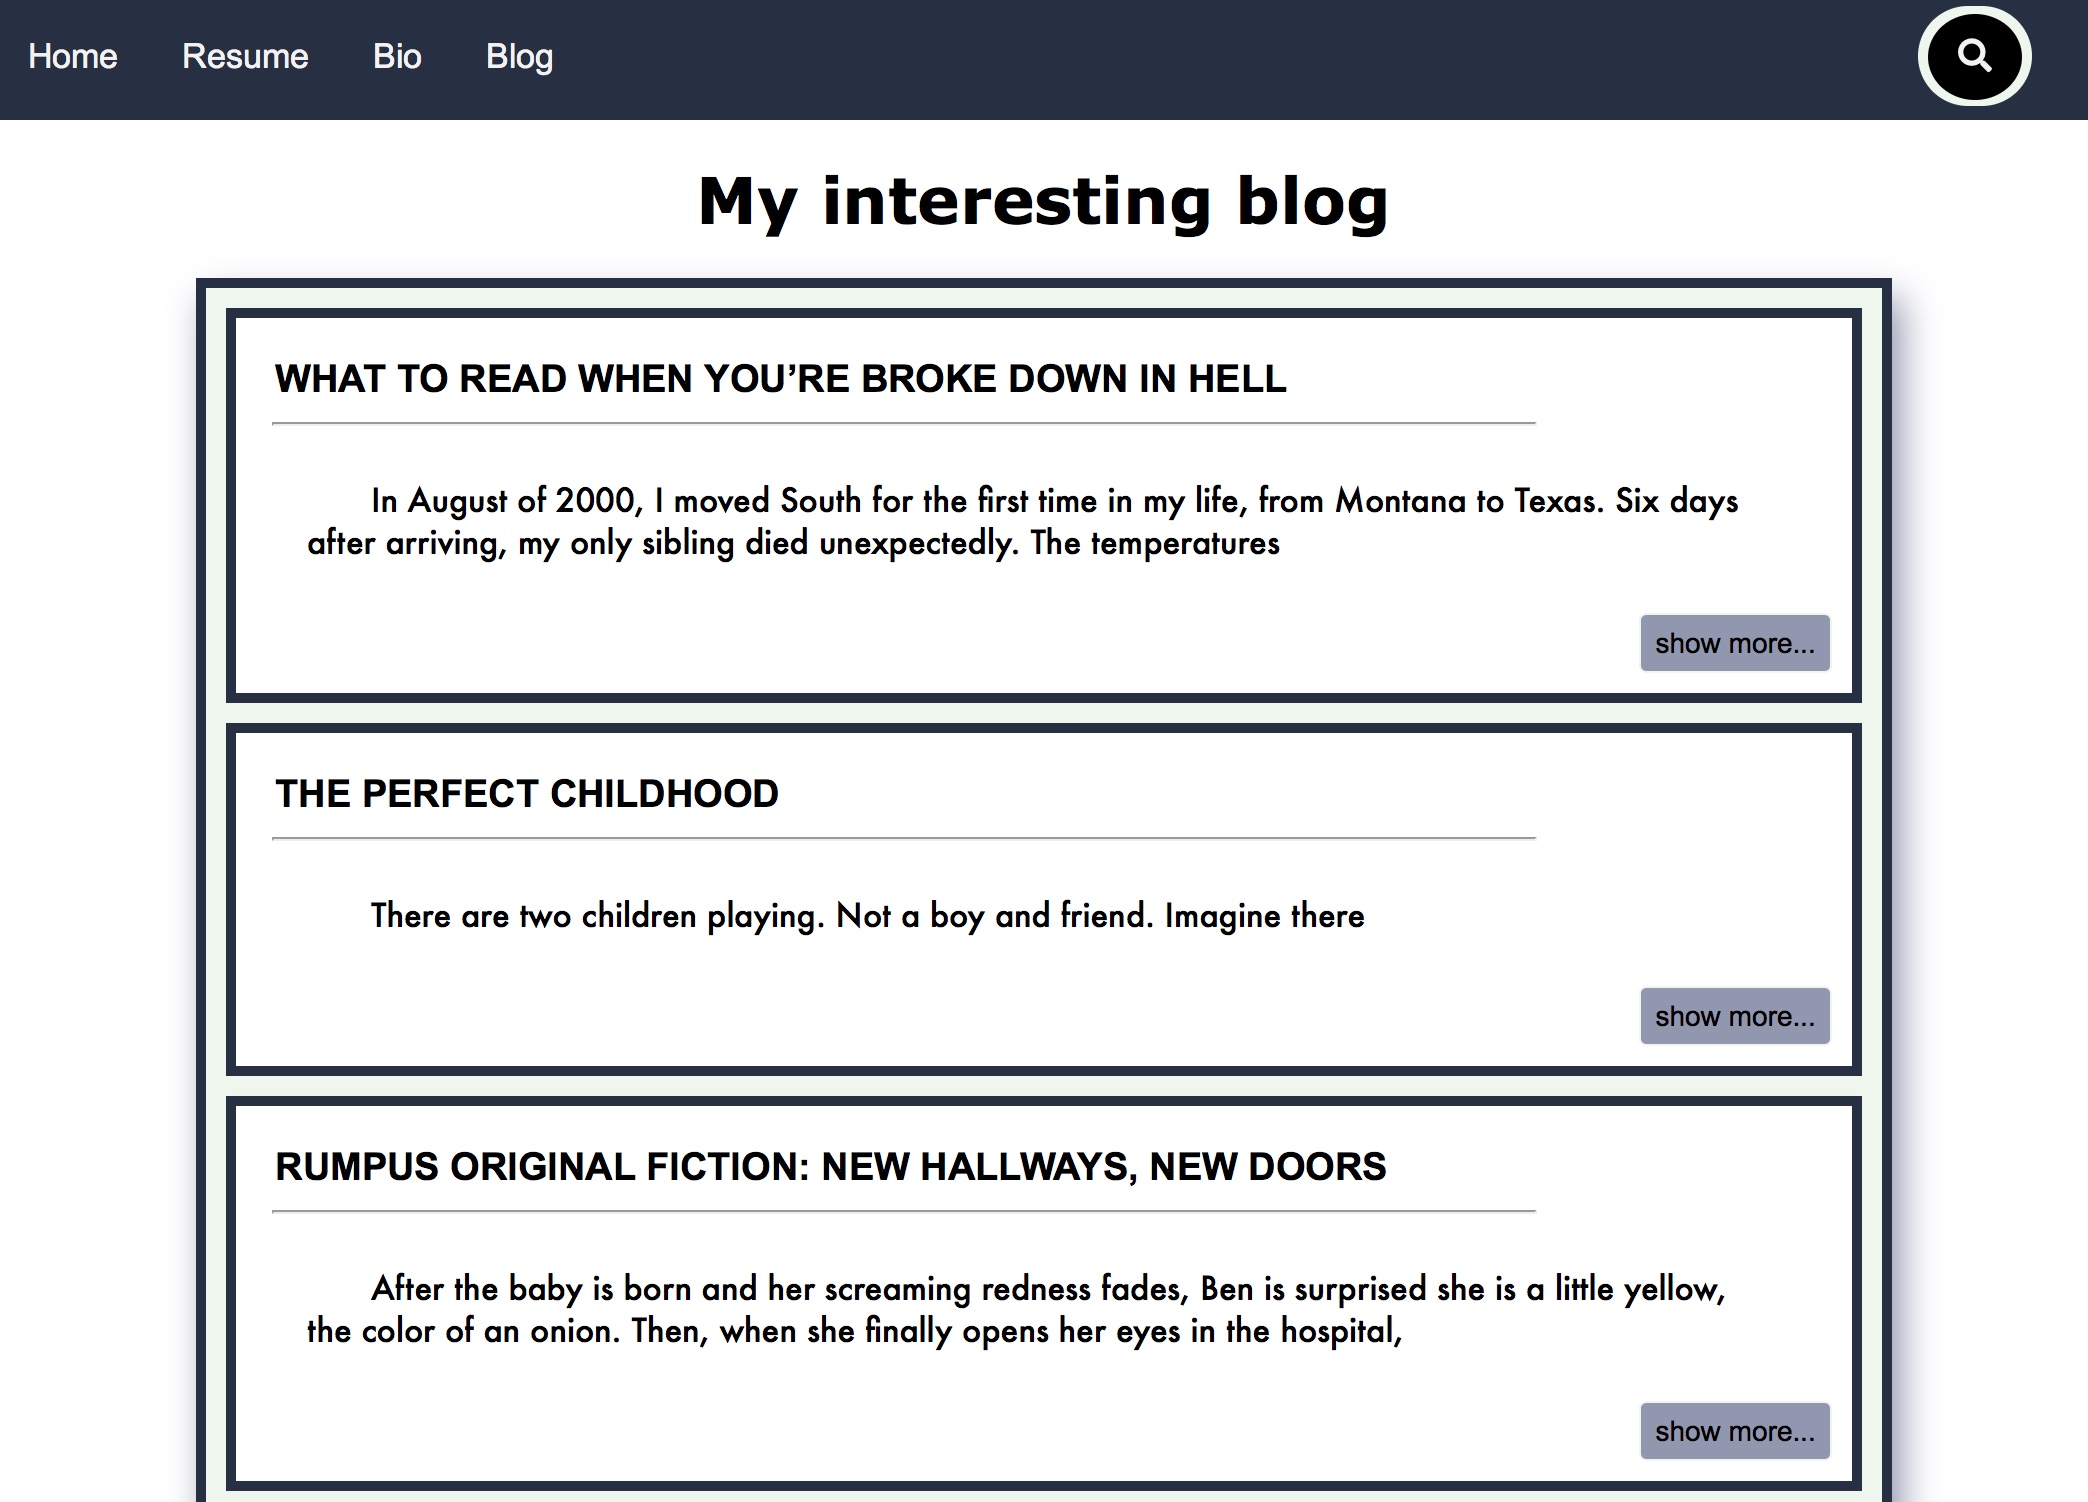 Home Resume Bio Blog
My interesting blog
WHAT TO READ WHEN YOU’RE BROKE DOWN IN HELL
In August of 2000, I moved South for the first time in my life, from Montana to Texas. Six days
after arriving, my only sibling died unexpectedly. The temperatures
show more...
THE PERFECT CHILDHOOD
There are two children playing. Not a boy and friend. Imagine there
show more...
RUMPUS ORIGINAL FICTION: NEW HALLWAYS, NEW DOORS
After the baby is born and her screaming redness fades, Ben is surprised she is a little yellow,
the color of an onion. Then, when she finally opens her eyes in the hospital,
show more...